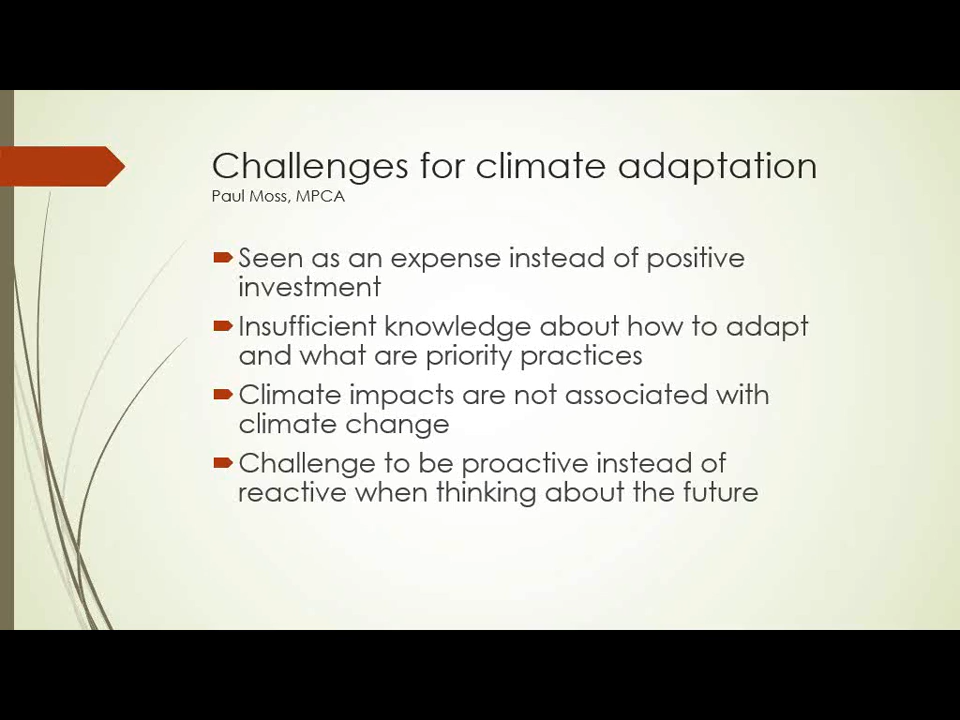 Challenges for climate adaptation
Paul Moss, MPCA
Seen as an expense instead of positive
investment
Insufficient knowledge about how to adapt
and what are priority practices
Climate impacts are not associated with
climate change
Challenge to be proactive instead of
reactive when thinking about the future